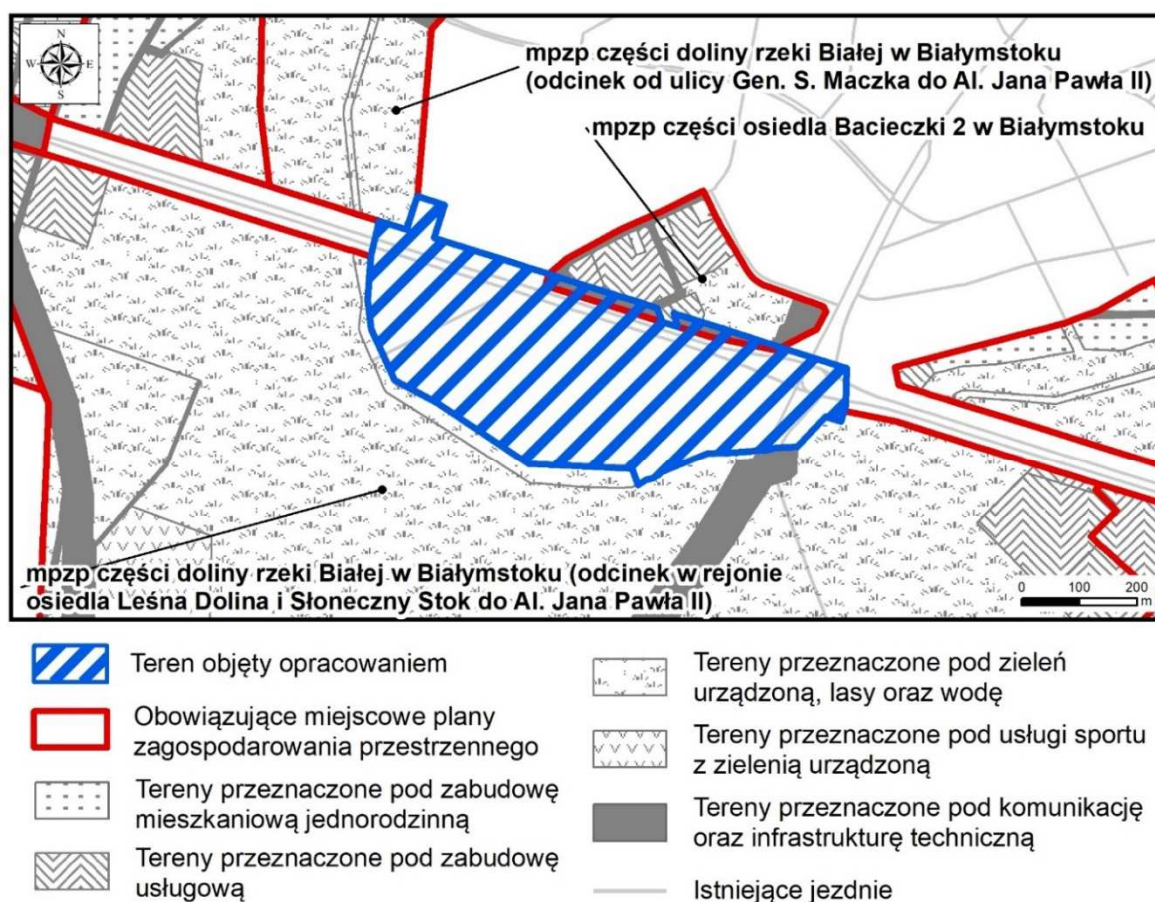 N
W E
S
mpzp części doliny rzeki Białej w Białymstoku
(odcinek od ulicy Gen. S. Maczka do Al. Jana Pawła II)
mpzp części osiedla Bacieczki 2 w Białymstoku
mpzp części doliny rzeki Białej w Białymstoku (odcinek w rejonie
osiedla Leśna Dolina i Słoneczny Stok do Al. Jana Pawła II)
0 100 200
m
Teren objęty opracowaniem
Obowiązujące miejscowe plany
zagospodarowania przestrzennego
Tereny przeznaczone pod zabudowę
mieszkaniową jednorodzinną
Tereny przeznaczone pod zabudowę
usługową
Tereny przeznaczone pod zieleń
urządzoną, lasy oraz wodę
Tereny przeznaczone pod usługi sportu
z zielenią urządzoną
Tereny przeznaczone pod komunikację
oraz infrastrukturę techniczną
Istniejące jezdnie